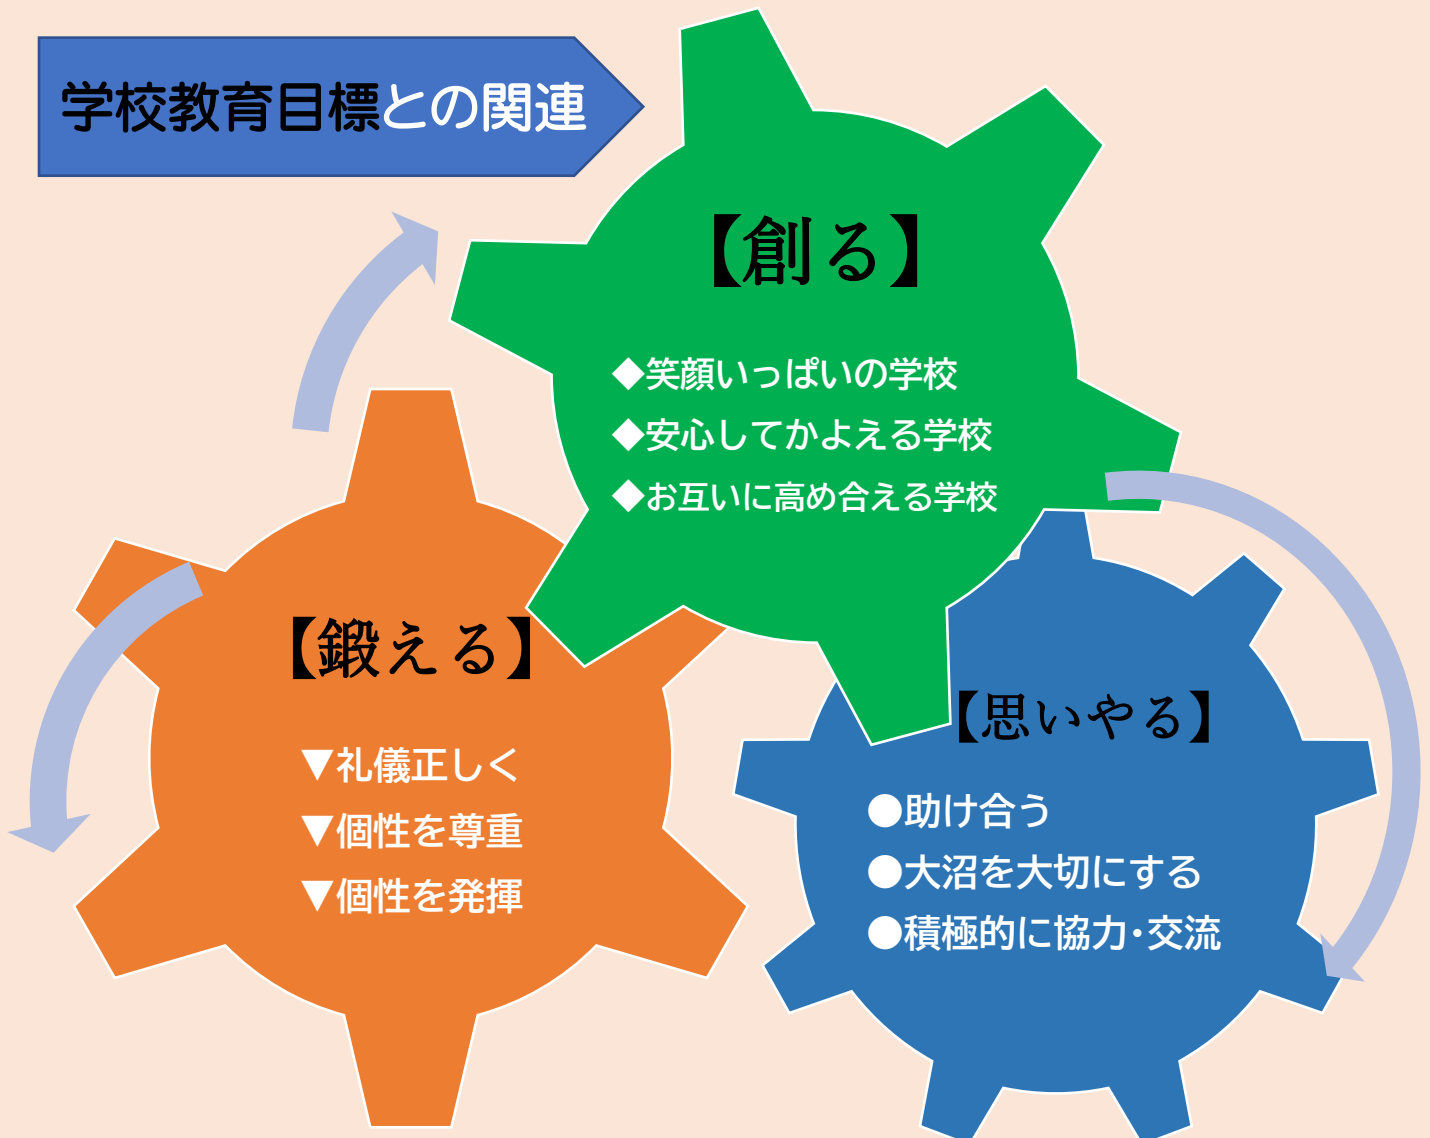 学校教育目標との関連
【創る】
◆笑顔いっぱいの学校
◆安心してかよえる学校
◆お互いに高め合える学校
【鍛える】
▼礼儀正しく
▼個性を尊重
▼個性を発揮
【思いやる】
●助け合う
●大沼を大切にする
●積極的に協力・交流